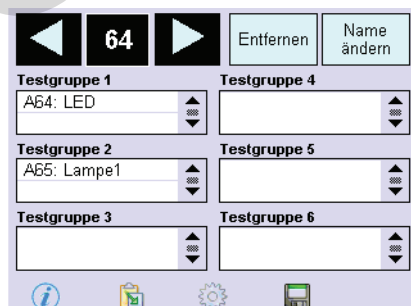 64
Entfernen
Name
ändern
Testgruppe 1
Testgruppe 4
A64: LED
Testgruppe 2
Testgruppe 5
A65: Lampe1
Testgruppe 3
Testgruppe 6
i